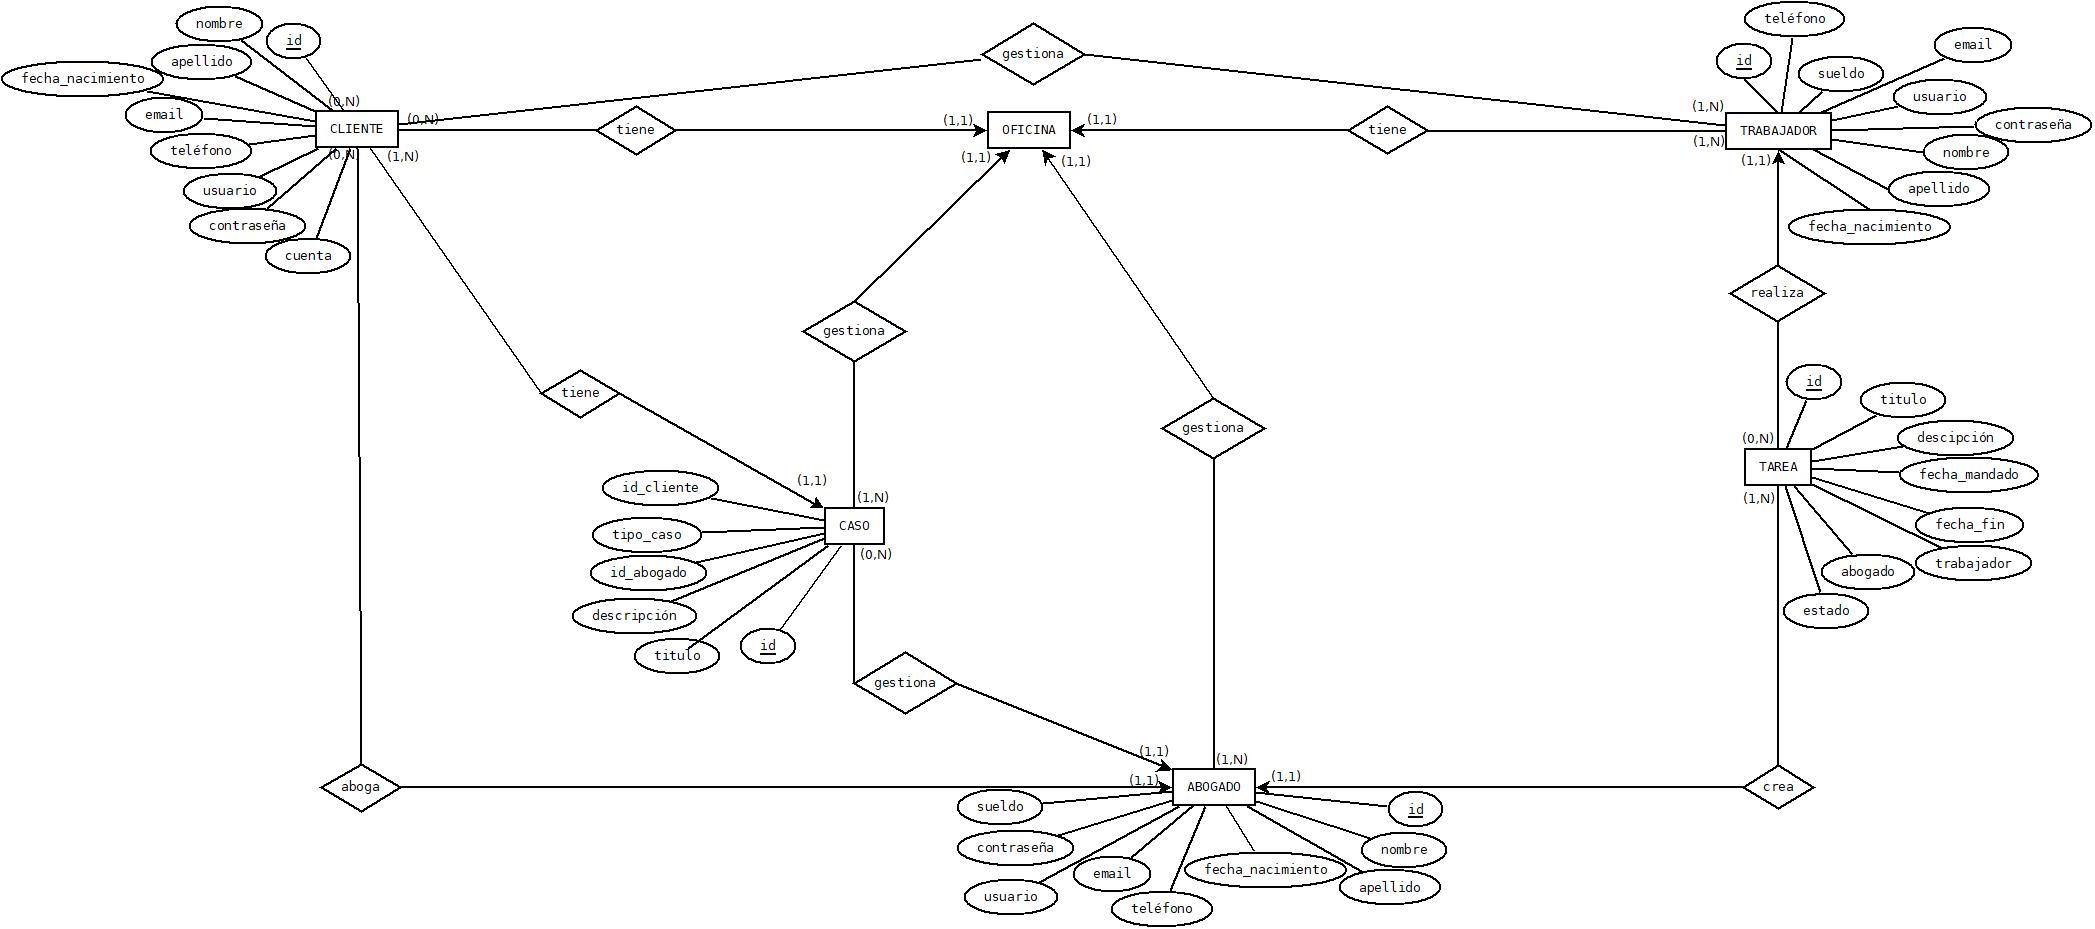 nombre
id
apellido
fecha_nacimiento
email
teléfono
usuario
contraseña
cuenta
CLIENTE
(0,N)
(0,N)
(0,N)
(1,N)
gestiona
tiene
(1,1)
OFICINA
(1,1)
(1,1)
(1,1)
tiene
teléfono
id
email
sueldo
usuario
contraseña
nombre
apellido
fecha_nacimiento
TRABAJADOR
(1,N)
(1,N)
(1,1)
realiza
gestiona
tiene
gestiona
(1,1)
(1,N)
id_cliente
tipo_caso
id_abogado
descripción
titulo
id
CASO
(0,N)
id
titulo
descipción
fecha_mandado
fecha_fin
trabajador
abogado
estado
(0,N)
TAREA
(1,N)
gestiona
aboga
(1,1)
(1,1)
(1,N)
ABOGADO
(1,1)
crea
sueldo
contraseña
usuario
email
teléfono
fecha_nacimiento
apellido
nombre
id